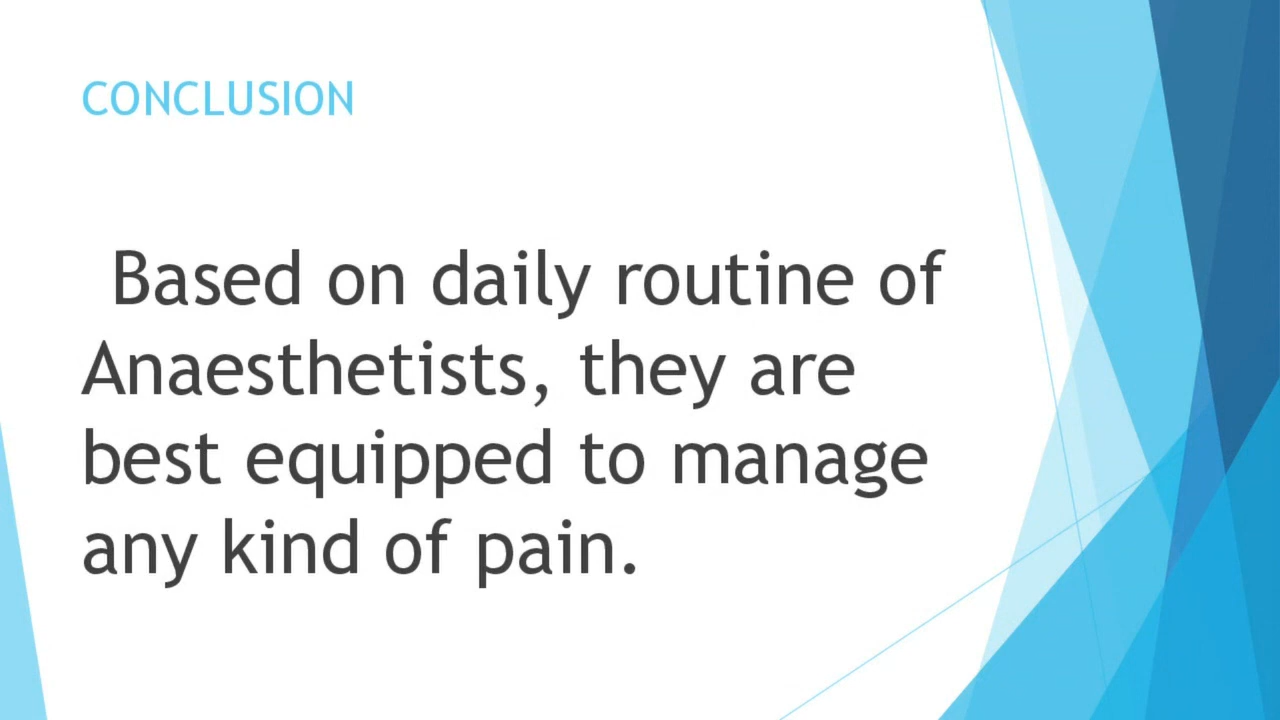 CONCLUSION
Based on daily routine of
Anaesthetists, they are
best equipped to manage
any kind of pain.